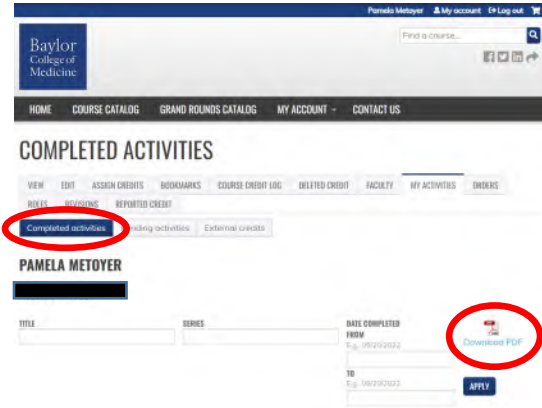 Pamela Metoyer My account Log out
Find a course...
Baylor
College of
Medicine
HOME COURSE CATALOG GRAND ROUNDS CATALOG MY ACCOUNT CONTACT US
COMPLETED ACTIVITIES
VIEW EDIT ASSIGN CREDITS BOOKMARKS COURSE CREDIT LOG DELETED CREDIT FACULTY MY ACTIVITIES ORDERS
ROLES REVISIONS REPORTED CREDIT
Completed activities activities External credits
PAMELA METOYER
TITLE SERIES DATE COMPLETED
FROM
E.g., Download PDF
TO
E.g., APPLY